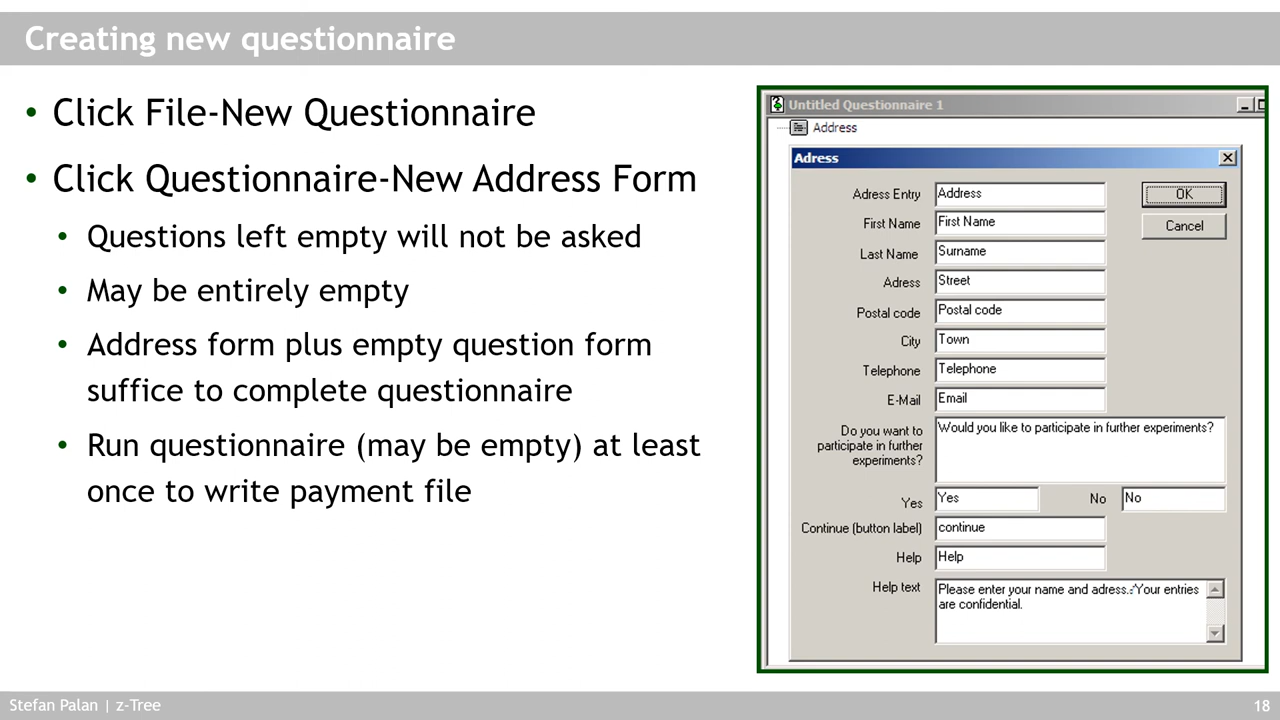 Creating new questionnaire
• Click File-New Questionnaire
• Click Questionnaire-New Address Form
• Questions left empty will not be asked
• May be entirely empty
• Address form plus empty question form
suffice to complete questionnaire
• Run questionnaire (may be empty) at least
once to write payment file
Untitled Questionnaire 1
Address
Adress
Adress Entry Address
OK
First Name First Name
Cancel
Last Name Surname
Adress Street
Postal code Postal code
City Town
Telephone Telephone
E-Mail Email
Do you want to
participate in further
experiments?
Would you like to participate in further experiments?
Yes Yes No No
Continue (button label) continue
Help Help
Help text
Please enter your name and adress. Your entries
are confidential.
Stefan Palan | z-Tree
18